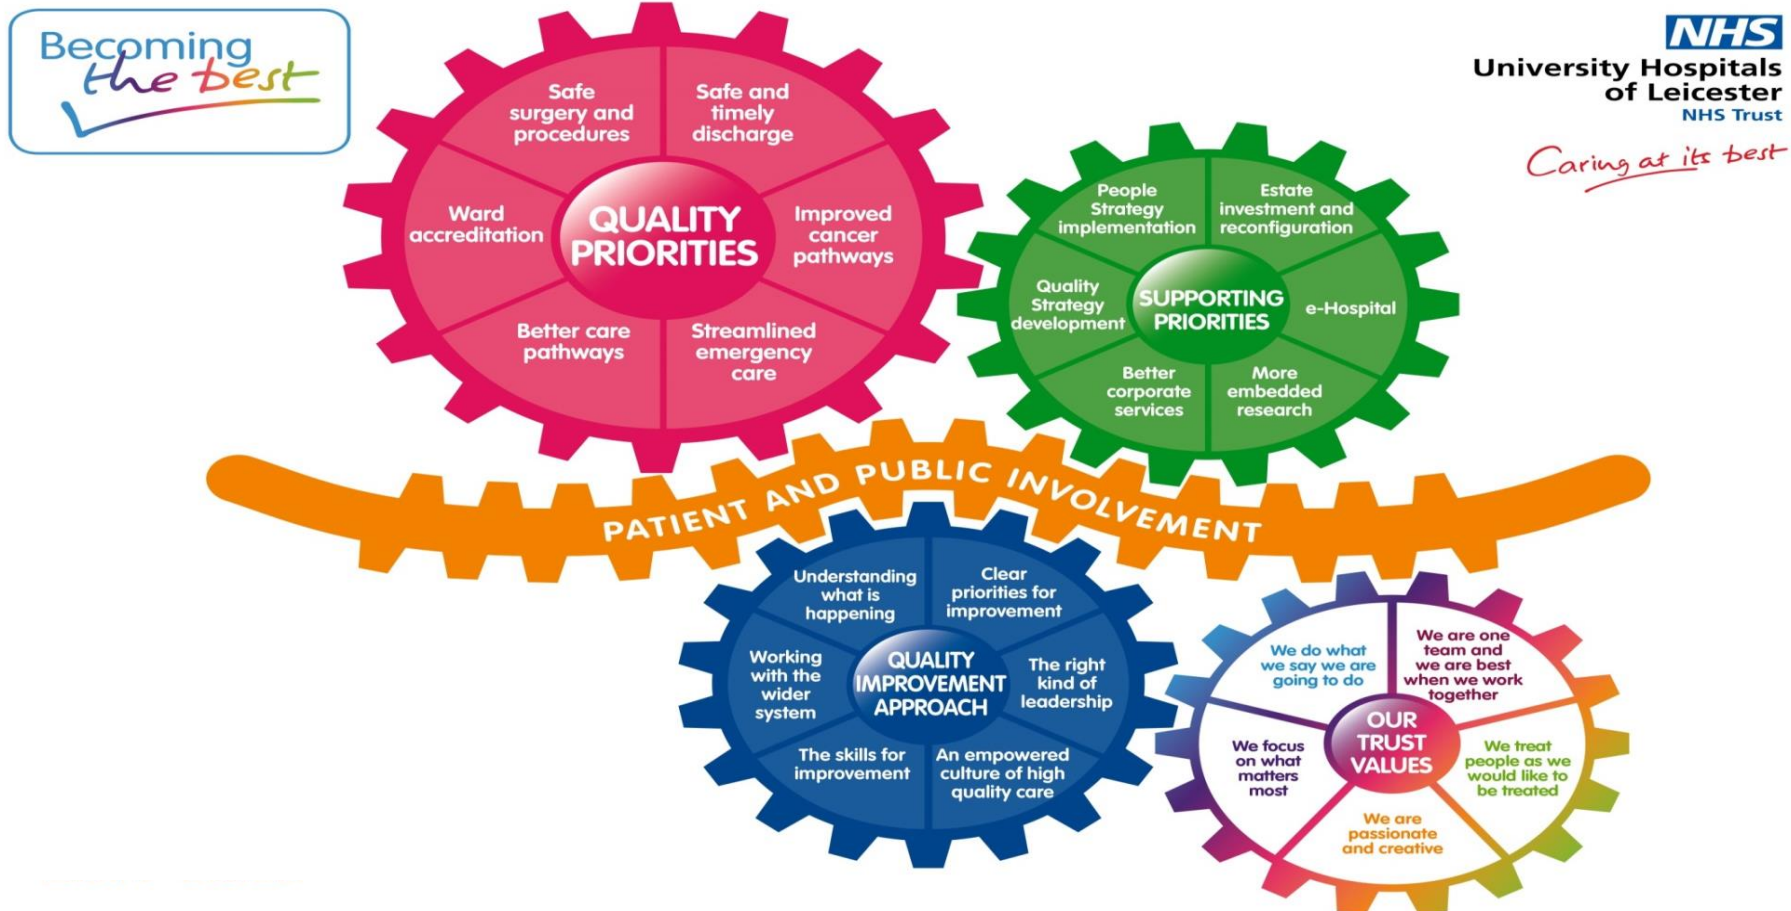 Becoming
the best
NHS
University Hospitals
of Leicester
NHS Trust
Caring at its best
QUALITY
PRIORITIES
Safe
surgery and
procedures
Safe and
timely
discharge
Improved
cancer
pathways
Streamlined
emergency
care
Better care
pathways
Ward
accreditation
SUPPORTING
PRIORITIES
People
Strategy
implementation
Estate
investment and
reconfiguration
e-Hospital
More
embedded
research
Better
corporate
services
Quality
Strategy
development
PATIENT AND PUBLIC INVOLVEMENT
QUALITY
IMPROVEMENT
APPROACH
Understanding
what is
happening
Clear
priorities for
improvement
The right
kind of
leadership
An empowered
culture of high
quality care
The skills for
improvement
Working
with the
wider
system
OUR
TRUST
VALUES
We do what
we say we are
going to do
We are one
team and
we are best
when we work
together
We treat
people as we
would like to
be treated
We are
passionate
and creative
We focus
on what
matters
most